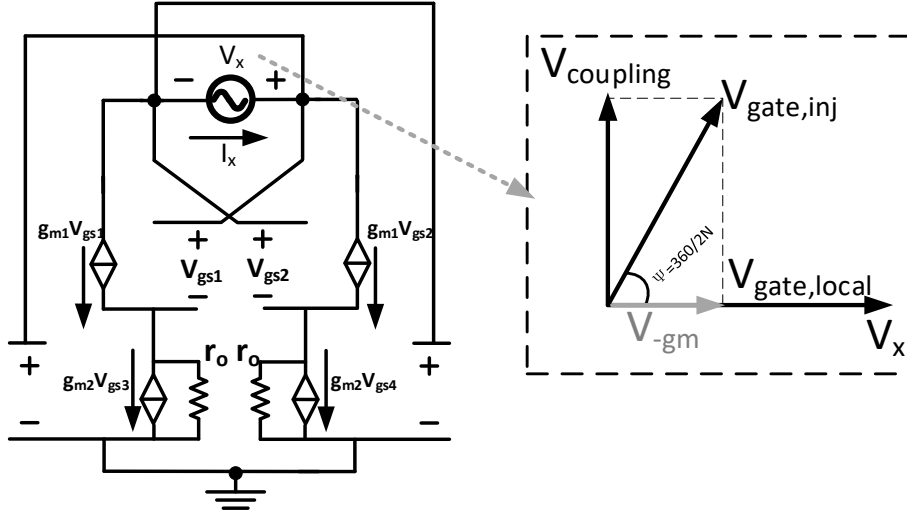 V_x
− +
I_x
g_m1V_gs1
g_m1V_gs2
+ +
V_gs1 V_gs2
− −
r_o r_o
g_m2V_gs3
g_m2V_gs4
+ +
− −
V_coupling
V_gate,inj
Ψ=360/2N
V_gate,local
V_-gm
V_x